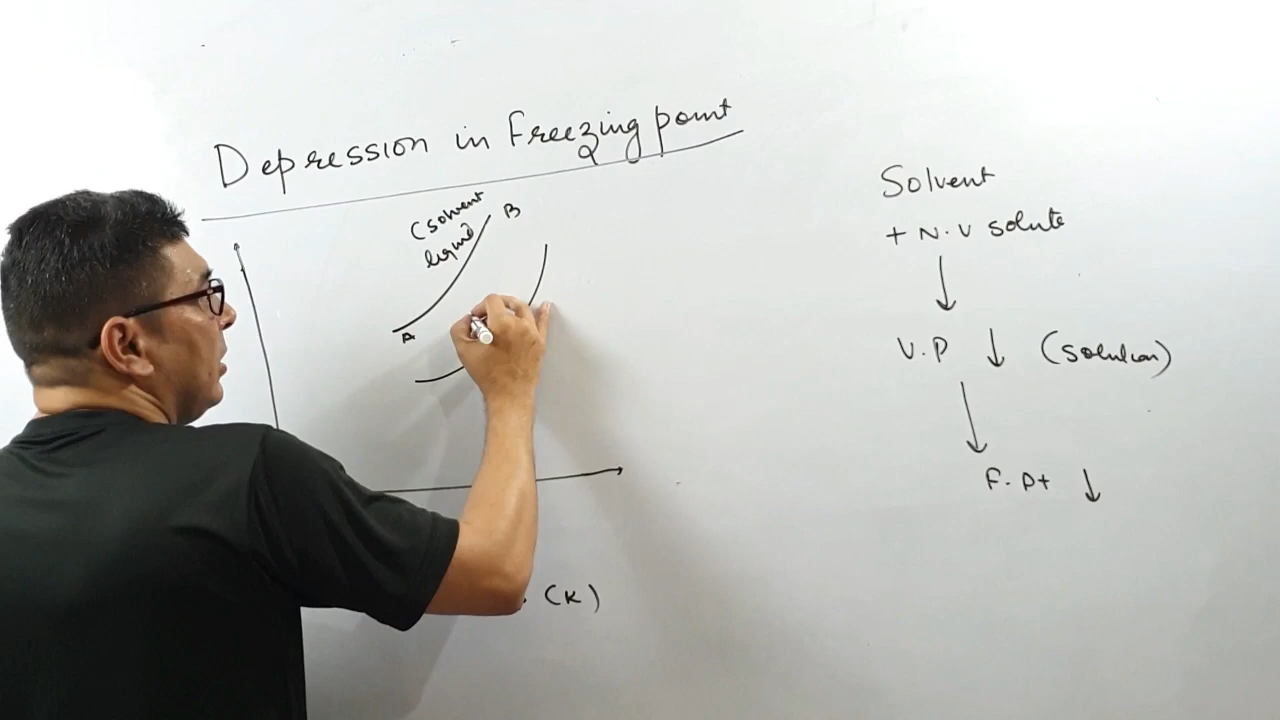 Depression in Freezing point
(solvent
liquid
B
A
. (K)
Solvent
+ N.V solute
V.P ↓ (solution)
F. pt ↓